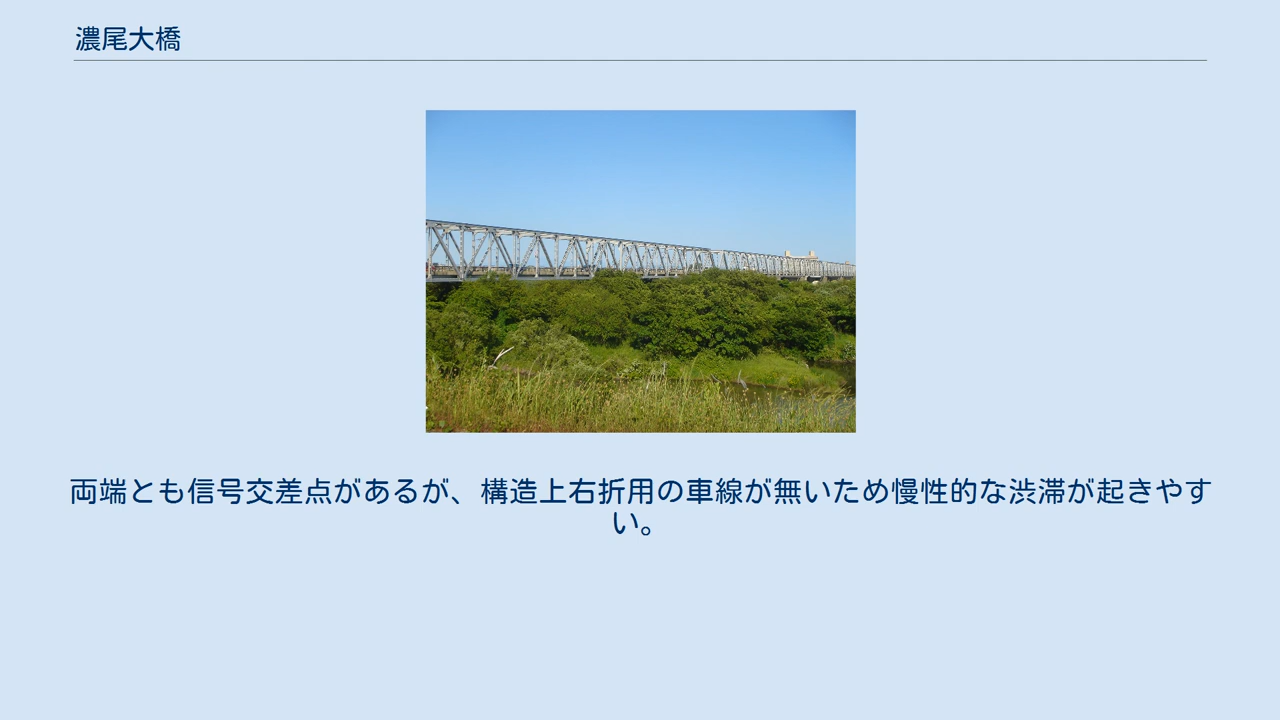 濃尾大橋
両端とも信号交差点があるが、構造上右折用の車線が無いため慢性的な渋滞が起きやす
い。